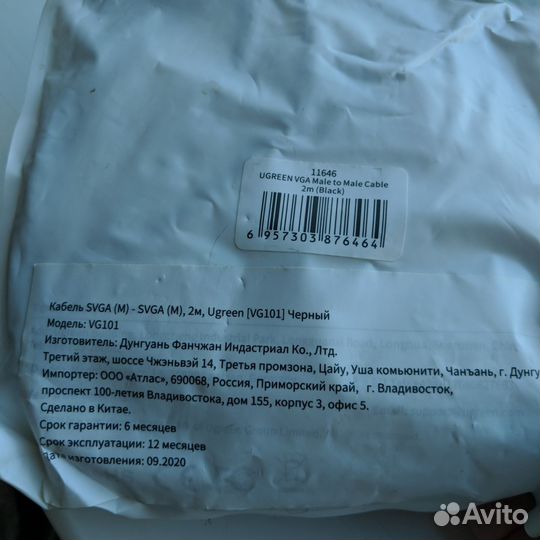 11646
UGREEN VGA Male to Male Cable
2m (Black)
6 957303 876464
Кабель SVGA (M) - SVGA (M), 2м, Ugreen [VG101] Черный
Модель: VG101
Изготовитель: Дунгуань Фанчжан Индастриал Ко., Лтд.
Третий этаж, шоссе Чжэньвэй 14, Третья промзона, Цайу, Уша комьюнити, Чанъань, г. Дунгу
Импортер: ООО «Атлас», 690068, Россия, Приморский край, г. Владивосток,
проспект 100-летия Владивостока, дом 155, корпус 3, офис 5.
Сделано в Китае.
Срок гарантии: 6 месяцев
Срок эксплуатации: 12 месяцев
Дата изготовления: 09.2020
Avito